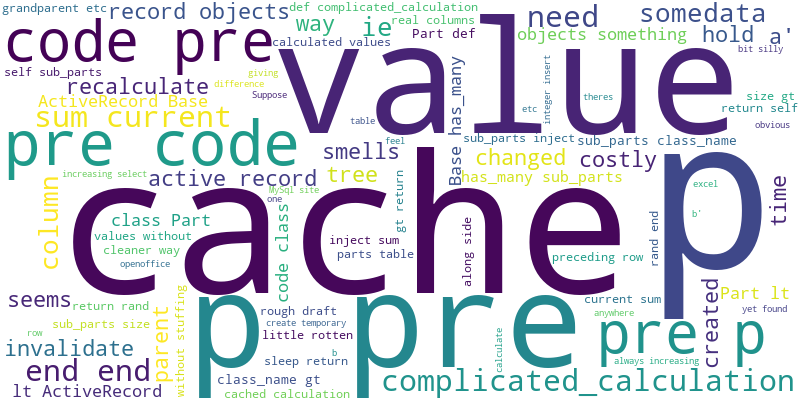 grandparent etc
record objects
def complicated_calculation
real columns
need
somedata
code pre
way
ie
Part def
objects something
hold
a'
calculated values
bit silly
self sub_parts
value
recalculate
ActiveRecord Base
giving
difference
Suppose
etc
integer insert
theres
size gt
return self
sum current
table
obvious
pre code
feel
Base has_many
sub_parts inject
sub_parts class_name
smells
changed
costly
increasing select
active record
tree
has_many sub_parts
cache
p
MySql site
one
excel
time
column
class Part
code class
gt return
b'
values without
inject sum
along side
rand end
cleaner way
parts table
preceding row
openoffice
seems
return rand
p
pre
current sum
created
Part lt
rough draft
anywhere
yet found
sub_parts size
parent
without stuffing
create temporary
little rotten
pre p
row
invalidate
b
calculate
end end
sleep return
always increasing
class_name gt
complicated_calculation
lt ActiveRecord
cached calculation